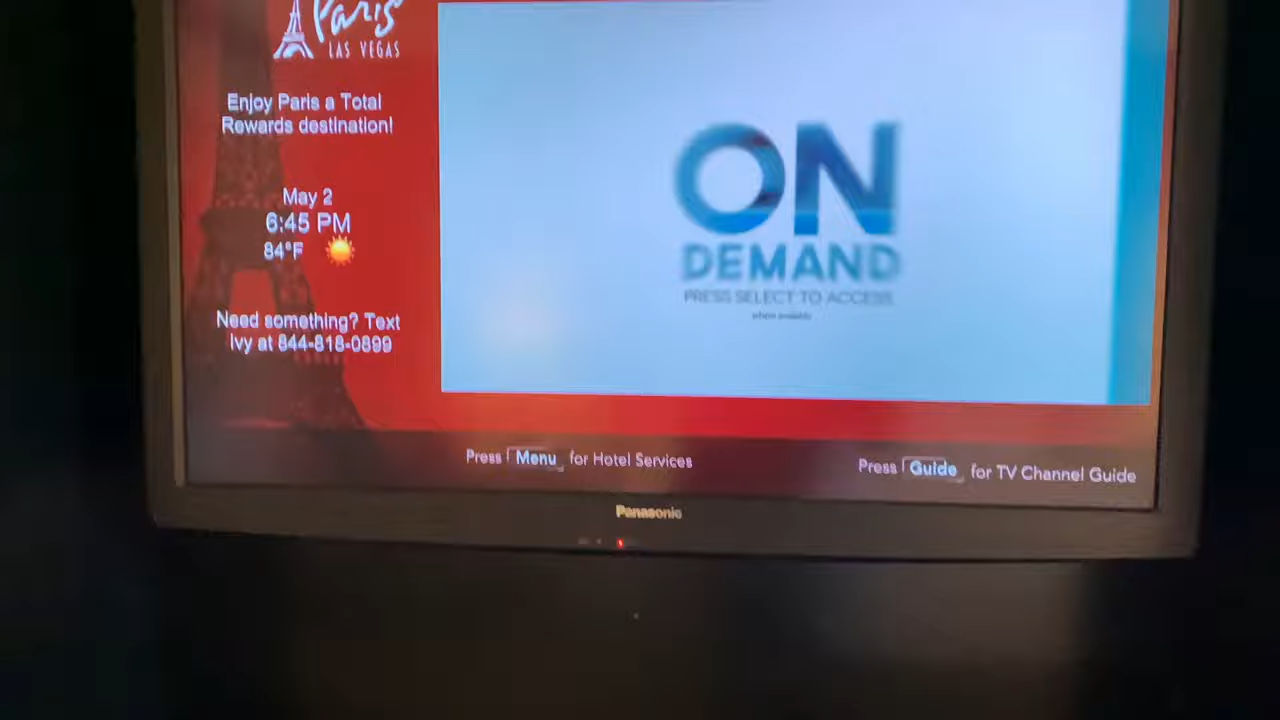 Paris
LAS VEGAS
Enjoy Paris a Total
Rewards destination!
May 2
6:45 PM
84°F
Need something? Text
Ivy at 844-818-0899
ON
DEMAND
PRESS SELECT TO ACCESS
where available
Press Menu for Hotel Services
Press Guide for TV Channel Guide
Panasonic